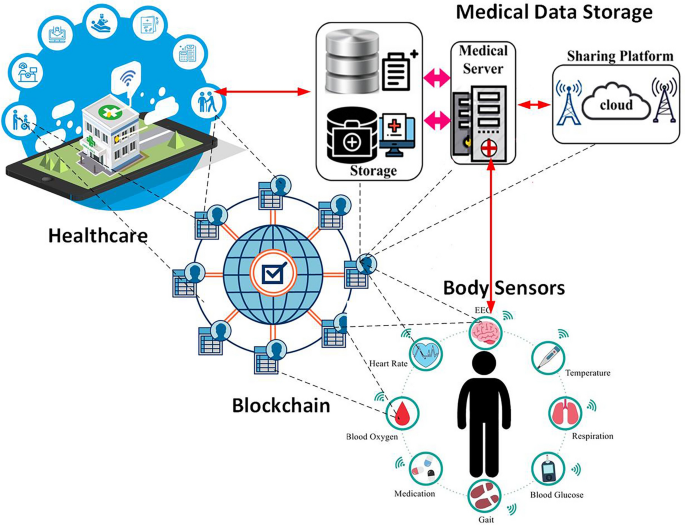 Medical Data Storage
Medical
Server
Sharing Platform
cloud
Storage
Healthcare
Body Sensors
EEG
Heart Rate
Temperature
Blockchain
Blood Oxygen
Respiration
Medication
Blood Glucose
Gait